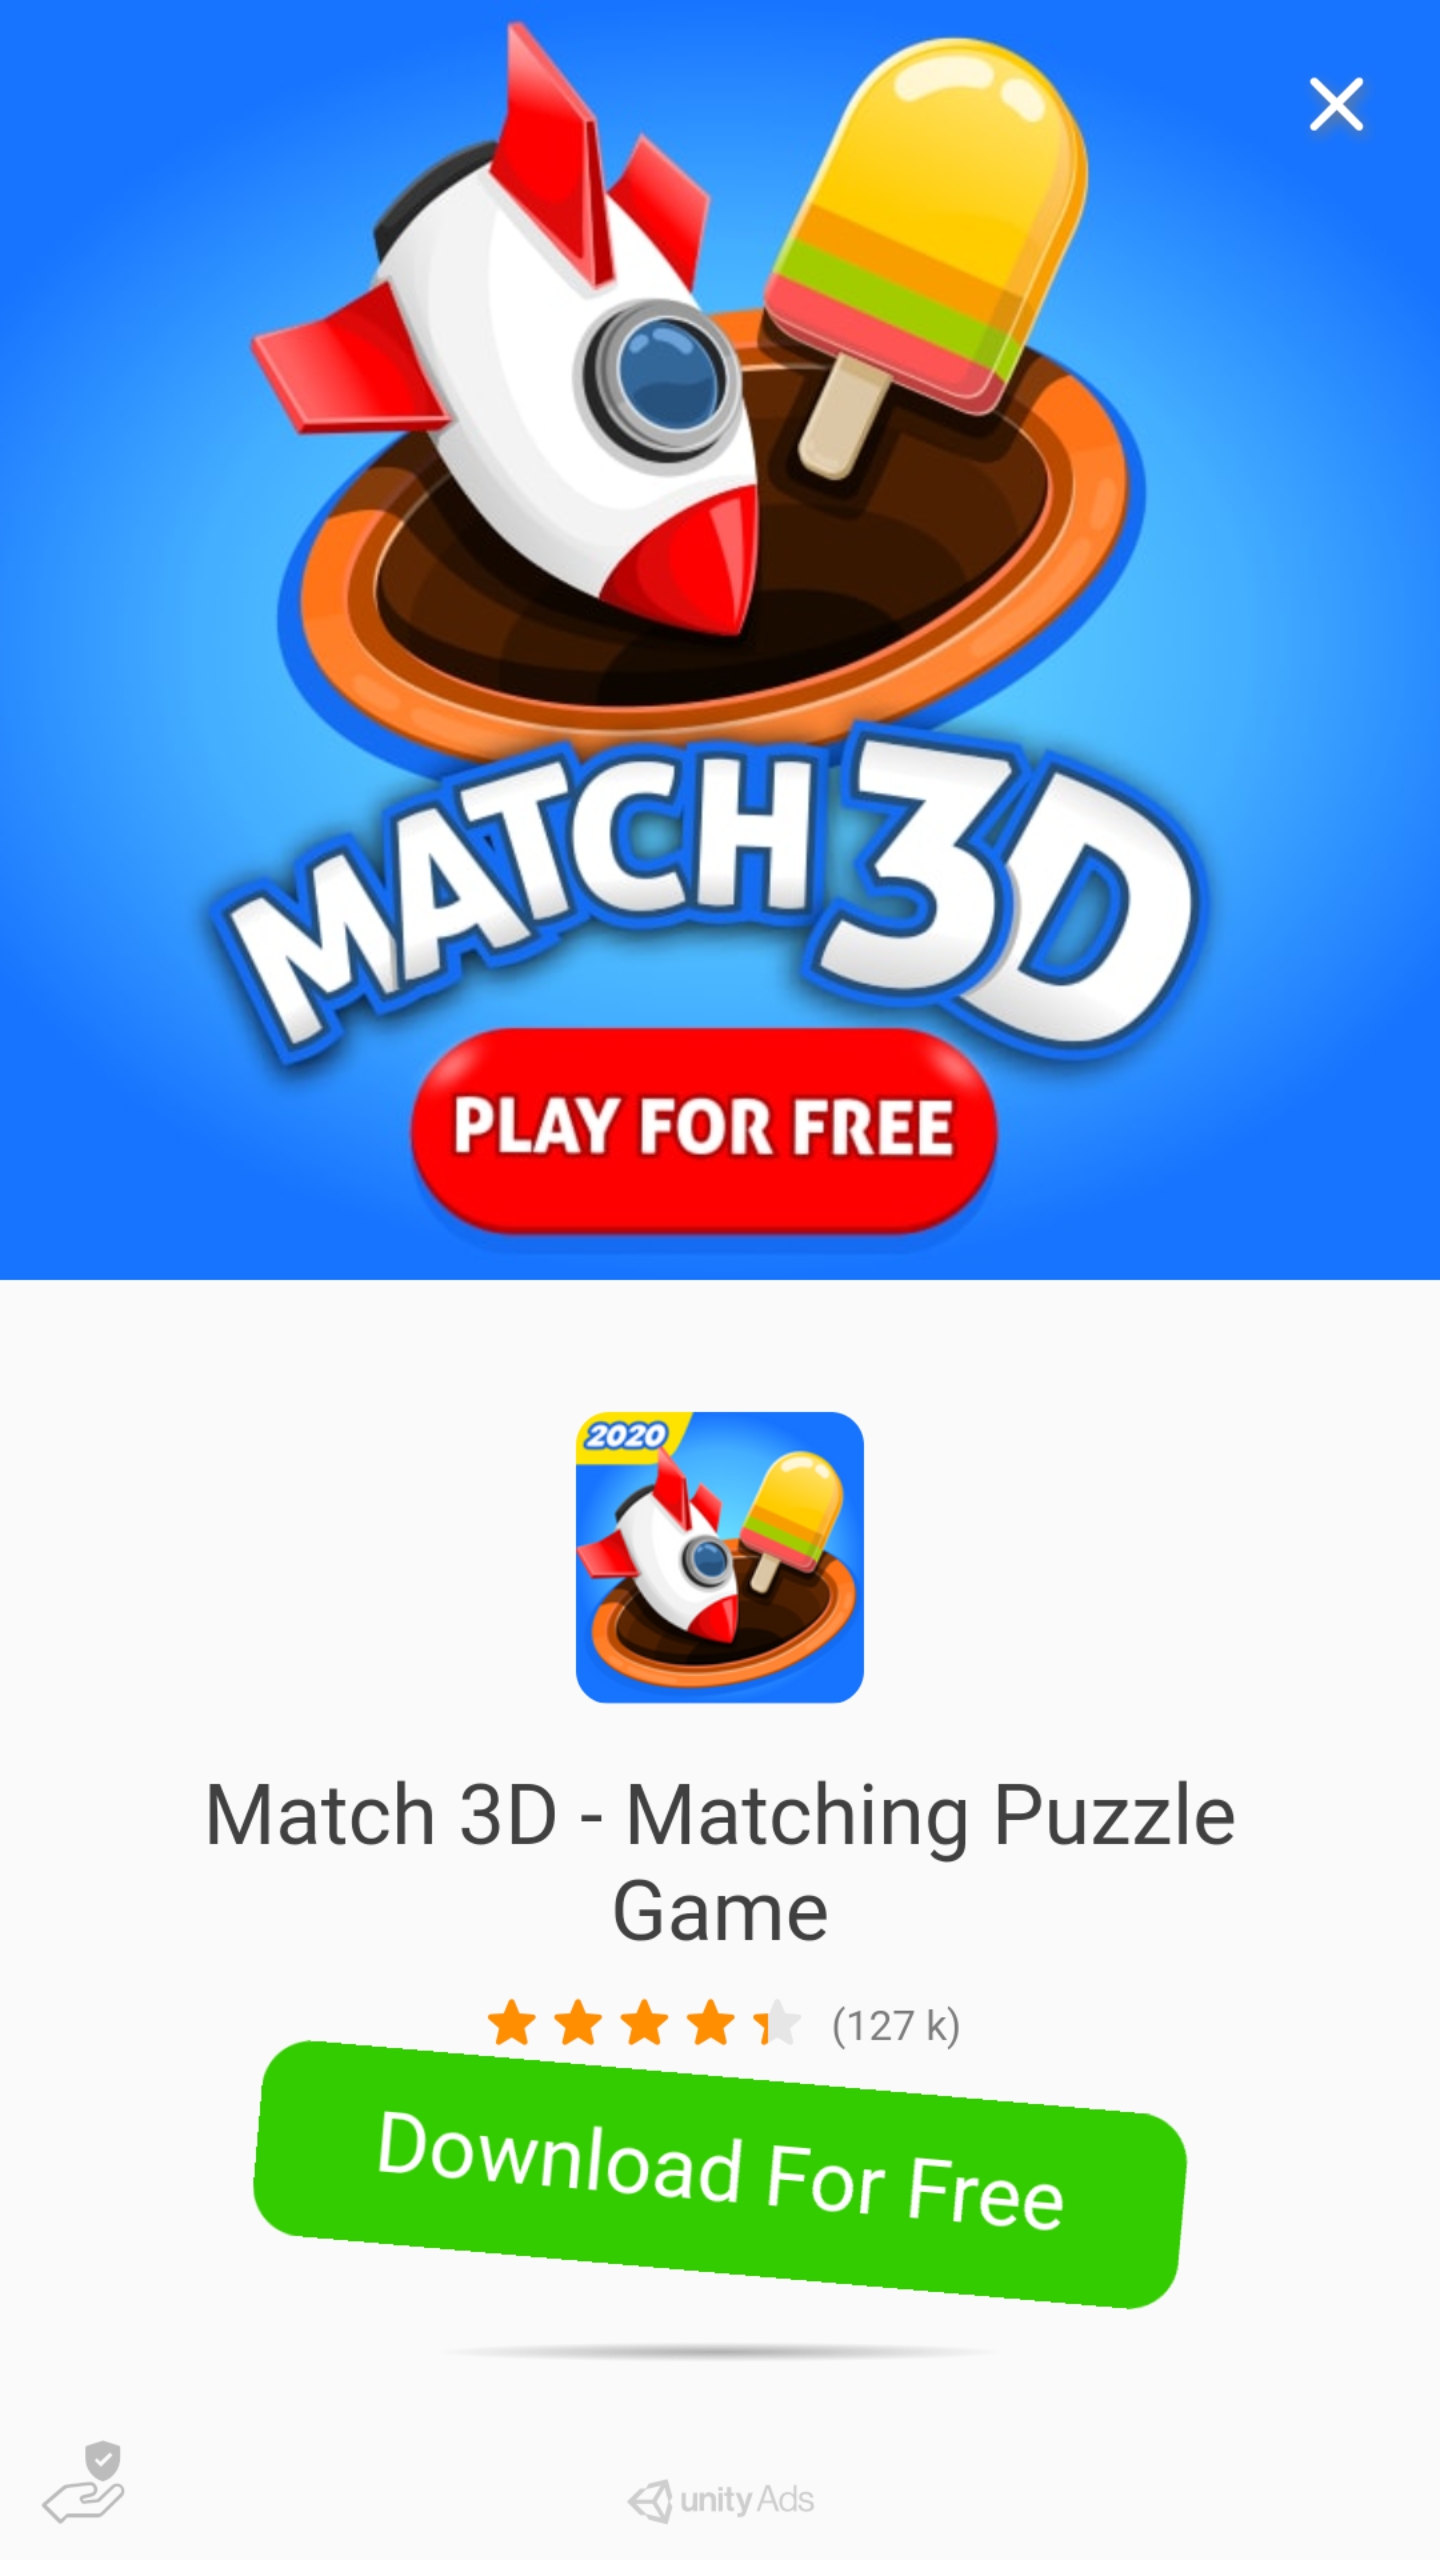 MATCH 3D
PLAY FOR FREE
2020
Match 3D - Matching Puzzle
Game
(127 k)
Download For Free
unity Ads